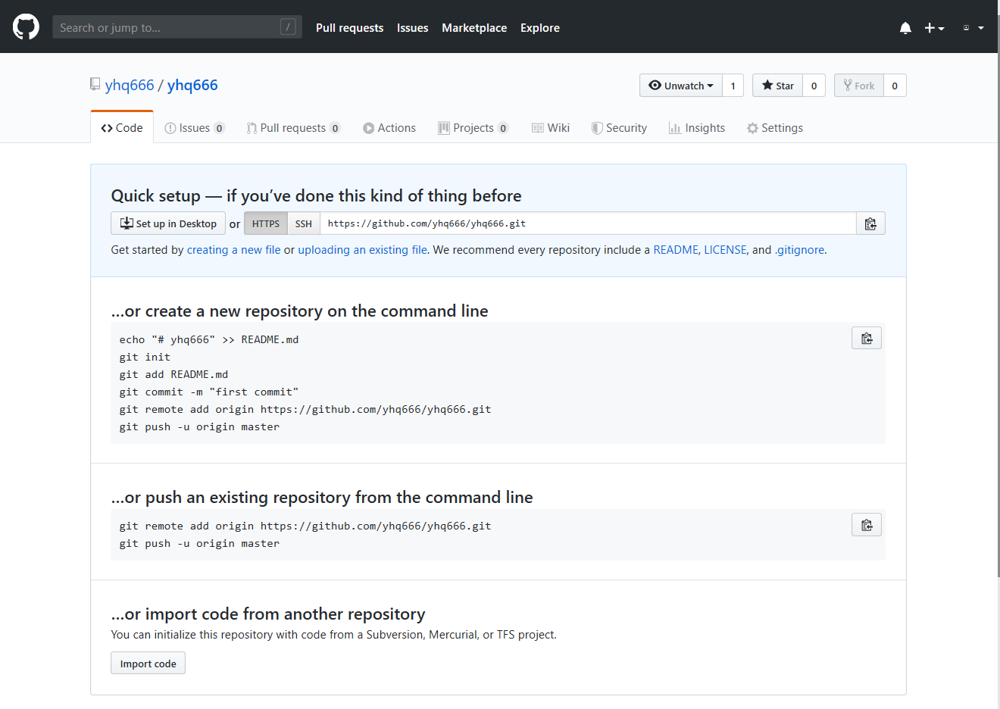 Search or jump to... / Pull requests Issues Marketplace Explore
yhq666 / yhq666 Unwatch 1 Star 0 Fork 0
Code Issues 0 Pull requests 0 Actions Projects 0 Wiki Security Insights Settings
Quick setup — if you’ve done this kind of thing before
Set up in Desktop or HTTPS SSH https://github.com/yhq666/yhq666.git
Get started by creating a new file or uploading an existing file. We recommend every repository include a README, LICENSE, and .gitignore.
…or create a new repository on the command line
echo "# yhq666" >> README.md
git init
git add README.md
git commit -m "first commit"
git remote add origin https://github.com/yhq666/yhq666.git
git push -u origin master
…or push an existing repository from the command line
git remote add origin https://github.com/yhq666/yhq666.git
git push -u origin master
…or import code from another repository
You can initialize this repository with code from a Subversion, Mercurial, or TFS project.
Import code